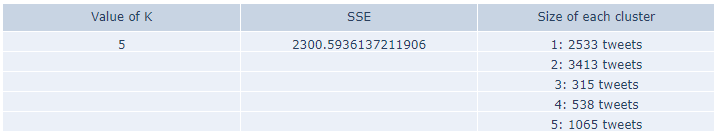 Value of K SSE Size of each cluster
5 2300.5936137211906 1: 2533 tweets
2: 3413 tweets
3: 315 tweets
4: 538 tweets
5: 1065 tweets